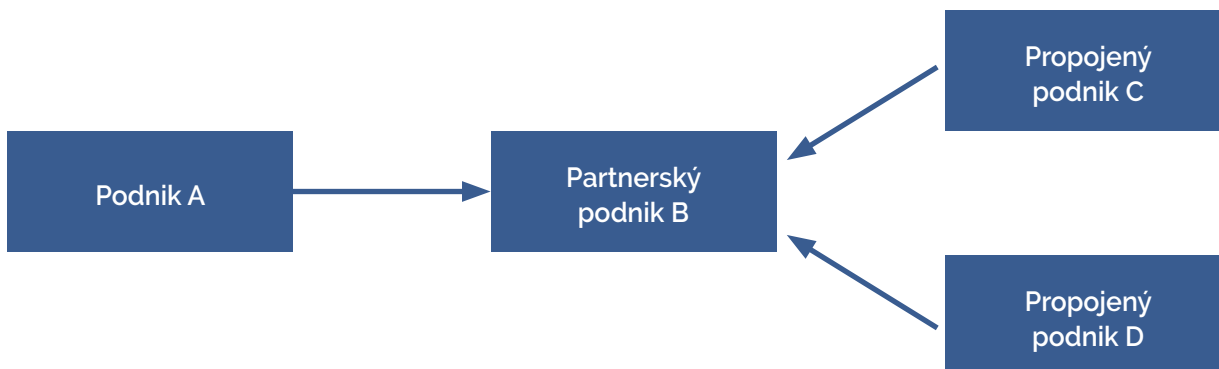 Propojený
podnik C
Podnik A
Partnerský
podnik B
Propojený
podnik D